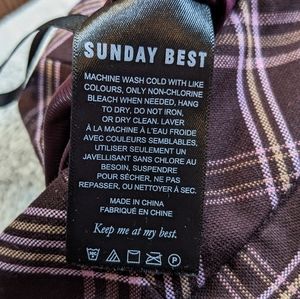 SUNDAY BEST
MACHINE WASH COLD WITH LIKE
COLOURS, ONLY NON-CHLORINE
BLEACH WHEN NEEDED, HANG
TO DRY, DO NOT IRON,
OR DRY CLEAN. LAVER
À LA MACHINE À L'EAU FROIDE
AVEC COULEURS SEMBLABLES,
UTILISER SEULEMENT UN
JAVELLISANT SANS CHLORE AU
BESOIN, SUSPENDRE
POUR SÉCHER, NE PAS
REPASSER, OU NETTOYER À SEC.
MADE IN CHINA
FABRIQUÉ EN CHINE
Keep me at my best.
P